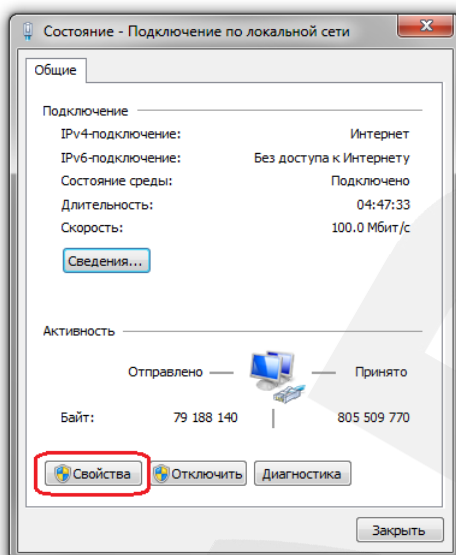 Состояние - Подключение по локальной сети
Общие
Подключение
IPv4-подключение: Интернет
IPv6-подключение: Без доступа к Интернету
Состояние среды: Подключено
Длительность: 04:47:33
Скорость: 100.0 Мбит/с
Сведения...
Активность
Отправлено — — Принято
Байт: 79 188 140 | 805 509 770
Свойства Отключить Диагностика
Закрыть